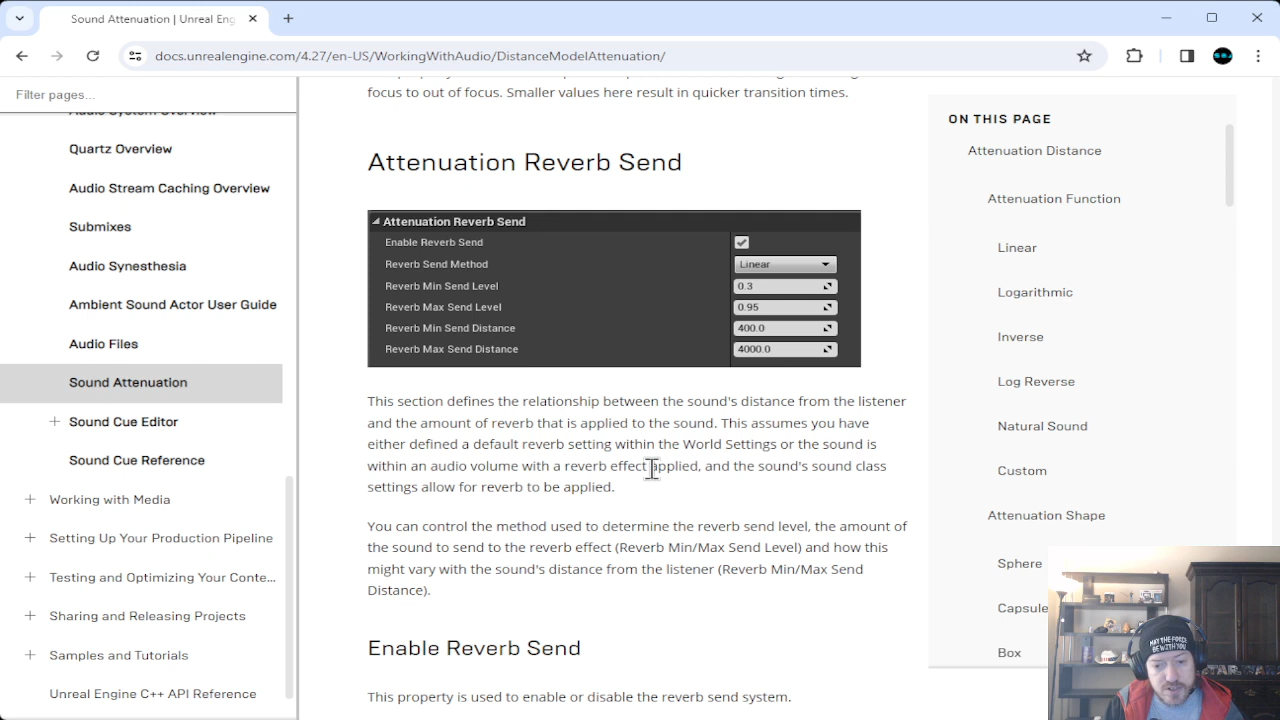 Sound Attenuation | Unreal Eng
docs.unrealengine.com/4.27/en-US/WorkingWithAudio/DistanceModelAttenuation/
Filter pages...
Audio System Overview
Quartz Overview
Audio Stream Caching Overview
Submixes
Audio Synesthesia
Ambient Sound Actor User Guide
Audio Files
Sound Attenuation
Sound Cue Editor
Sound Cue Reference
Working with Media
Setting Up Your Production Pipeline
Testing and Optimizing Your Conte...
Sharing and Releasing Projects
Samples and Tutorials
Unreal Engine C++ API Reference
focus to out of focus. Smaller values here result in quicker transition times.
Attenuation Reverb Send
Attenuation Reverb Send
Enable Reverb Send
Reverb Send Method Linear
Reverb Min Send Level 0.3
Reverb Max Send Level 0.95
Reverb Min Send Distance 400.0
Reverb Max Send Distance 4000.0
This section defines the relationship between the sound's distance from the listener
and the amount of reverb that is applied to the sound. This assumes you have
either defined a default reverb setting within the World Settings or the sound is
within an audio volume with a reverb effect applied, and the sound's sound class
settings allow for reverb to be applied.
You can control the method used to determine the reverb send level, the amount of
the sound to send to the reverb effect (Reverb Min/Max Send Level) and how this
might vary with the sound's distance from the listener (Reverb Min/Max Send
Distance).
Enable Reverb Send
This property is used to enable or disable the reverb send system.
ON THIS PAGE
Attenuation Distance
Attenuation Function
Linear
Logarithmic
Inverse
Log Reverse
Natural Sound
Custom
Attenuation Shape
Sphere
Capsule
Box
MAY THE FORCE
BE WITH YOU
STAR WARS